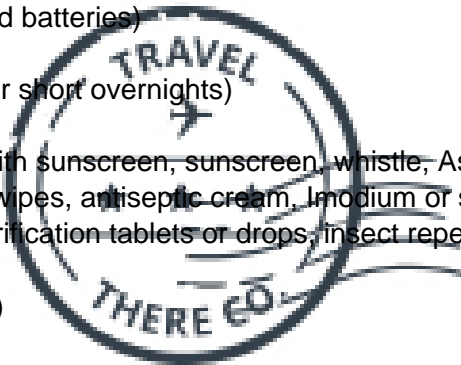 d batteries)
TRAVEL
r short overnights)
ith sunscreen, sunscreen, whistle, As
wipes, antiseptic cream, Imodium or s
rification tablets or drops, insect repe
THERE CO.
)